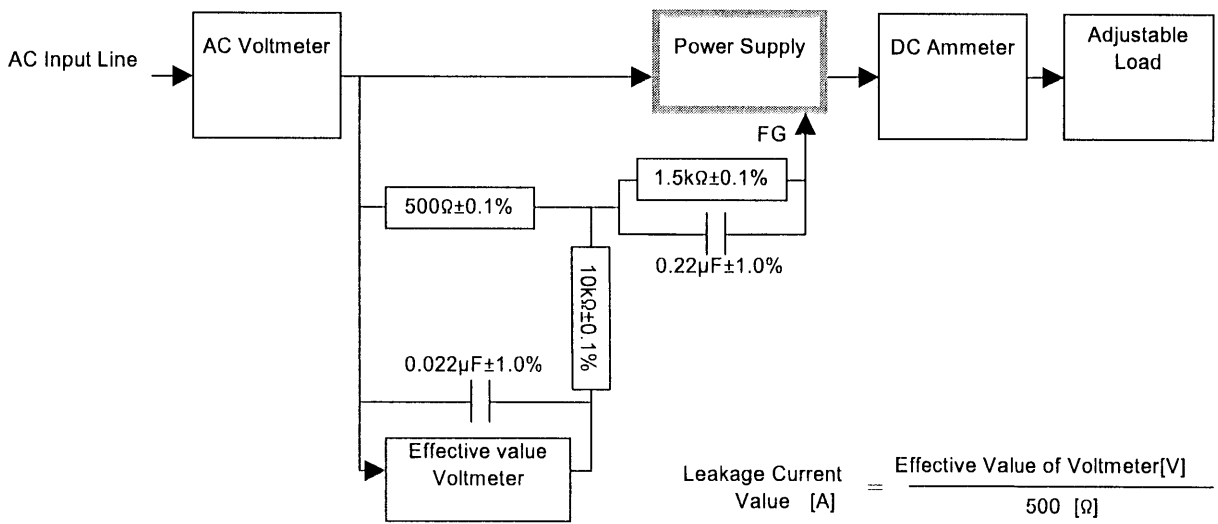 AC Input Line
AC Voltmeter
Power Supply
DC Ammeter
Adjustable
Load
FG
1.5kΩ±0.1%
500Ω±0.1%
0.22µF±1.0%
10kΩ±0.1%
0.022µF±1.0%
Effective value
Voltmeter
Leakage Current
Value [A]
=
Effective Value of Voltmeter[V]
500 [Ω]